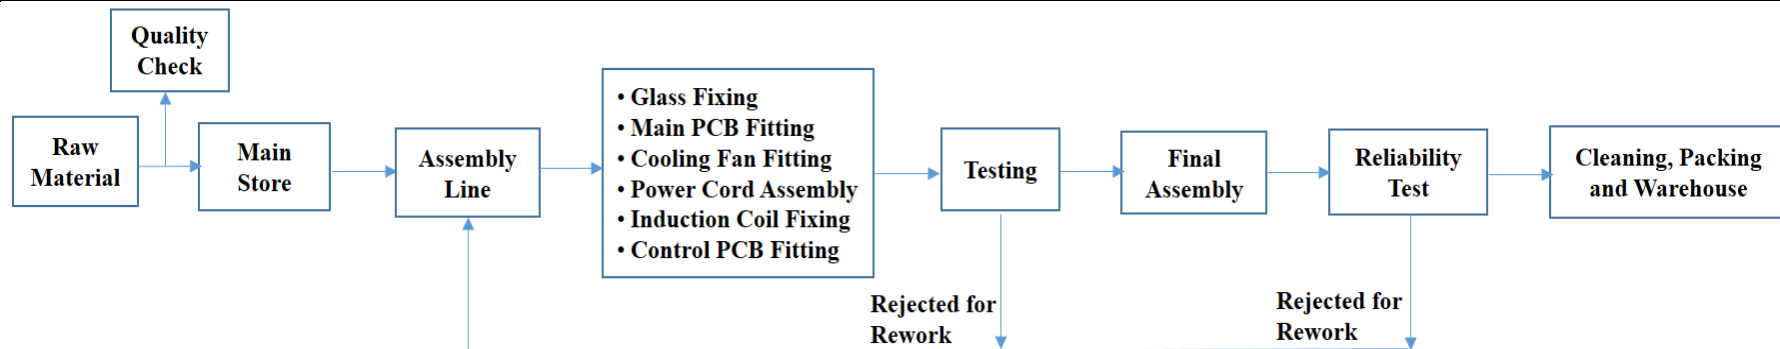 Quality
Check
Raw
Material
Main
Store
Assembly
Line
• Glass Fixing
• Main PCB Fitting
• Cooling Fan Fitting
• Power Cord Assembly
• Induction Coil Fixing
• Control PCB Fitting
Testing
Final
Assembly
Reliability
Test
Cleaning, Packing
and Warehouse
Rejected for
Rework
Rejected for
Rework